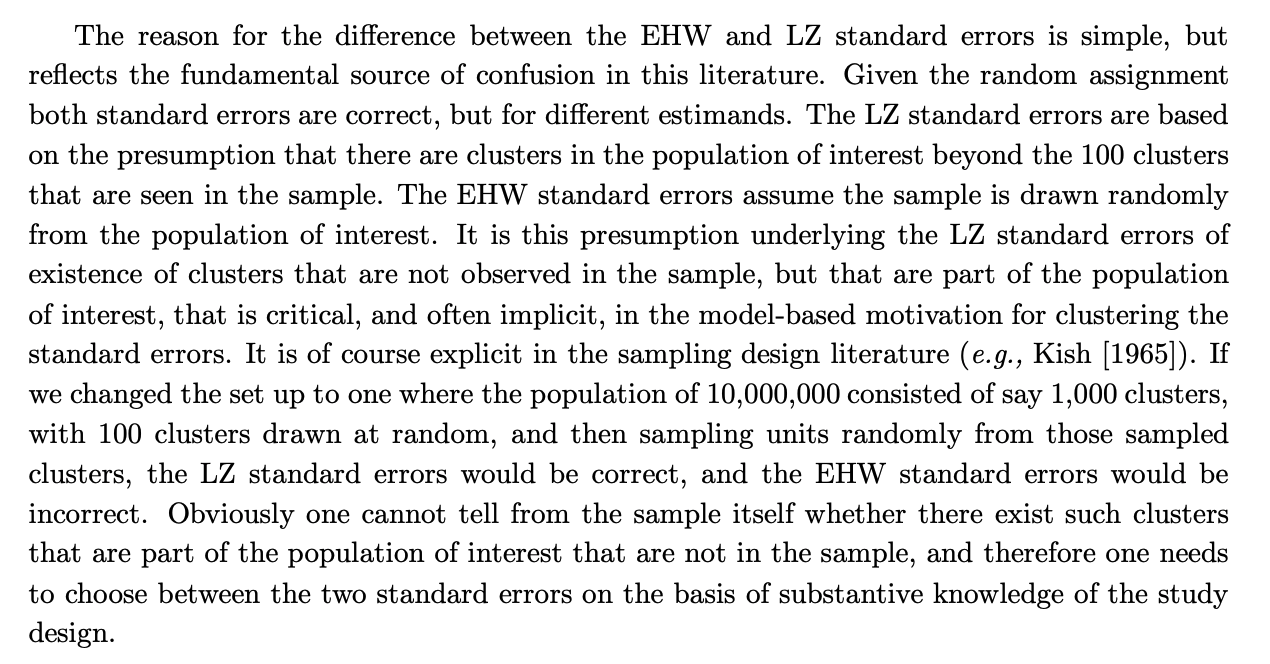 The reason for the difference between the EHW and LZ standard errors is simple, but
reflects the fundamental source of confusion in this literature. Given the random assignment
both standard errors are correct, but for different estimands. The LZ standard errors are based
on the presumption that there are clusters in the population of interest beyond the 100 clusters
that are seen in the sample. The EHW standard errors assume the sample is drawn randomly
from the population of interest. It is this presumption underlying the LZ standard errors of
existence of clusters that are not observed in the sample, but that are part of the population
of interest, that is critical, and often implicit, in the model-based motivation for clustering the
standard errors. It is of course explicit in the sampling design literature (e.g., Kish [1965]). If
we changed the set up to one where the population of 10,000,000 consisted of say 1,000 clusters,
with 100 clusters drawn at random, and then sampling units randomly from those sampled
clusters, the LZ standard errors would be correct, and the EHW standard errors would be
incorrect. Obviously one cannot tell from the sample itself whether there exist such clusters
that are part of the population of interest that are not in the sample, and therefore one needs
to choose between the two standard errors on the basis of substantive knowledge of the study
design.